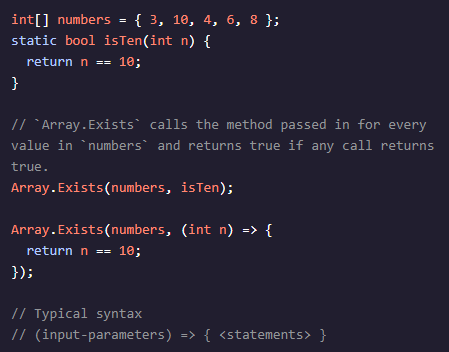 int[] numbers = { 3, 10, 4, 6, 8 };
static bool isTen(int n) {
  return n == 10;
}

// `Array.Exists` calls the method passed in for every
value in `numbers` and returns true if any call returns
true.
Array.Exists(numbers, isTen);

Array.Exists(numbers, (int n) => {
  return n == 10;
});

// Typical syntax
// (input-parameters) => { <statements> }